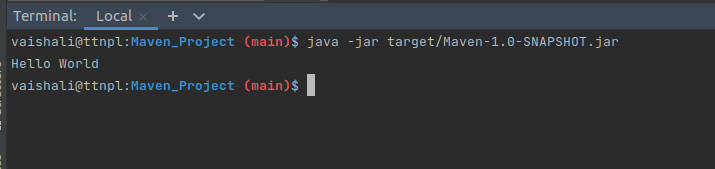 Terminal: Local × + ∨
vaishali@ttnpl:Maven_Project (main)$ java -jar target/Maven-1.0-SNAPSHOT.jar
Hello World
vaishali@ttnpl:Maven_Project (main)$